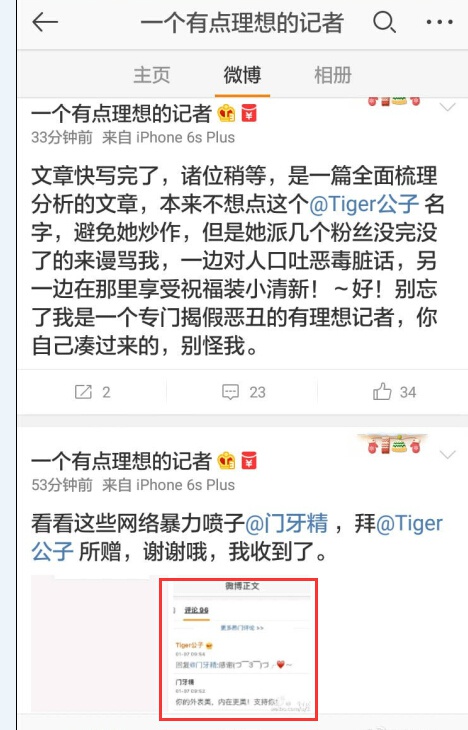 一个有点理想的记者
主页 微博 相册
一个有点理想的记者
33分钟前 来自 iPhone 6s Plus
文章快写完了，诸位稍等，是一篇全面梳理
分析的文章，本来不想点这个@Tiger公子 名
字，避免她炒作，但是她派几个粉丝没完没
了的来谩骂我，一边对人口吐恶毒脏话，另
一边在那里享受祝福装小清新！～好！别忘
了我是一个专门揭假恶丑的有理想记者，你
自己凑过来的，别怪我。
2 23 34
一个有点理想的记者
53分钟前 来自 iPhone 6s Plus
看看这些网络暴力喷子@门牙精 ，拜@Tiger
公子 所赠，谢谢哦，我收到了。
微博正文
评论 96
更多热门评论 >>
Tiger公子
01-07 09:54
回复@门牙精:感谢(づ￣3￣)づ
门牙精
01-07 09:53
你的外表美，内在更美！支持你！